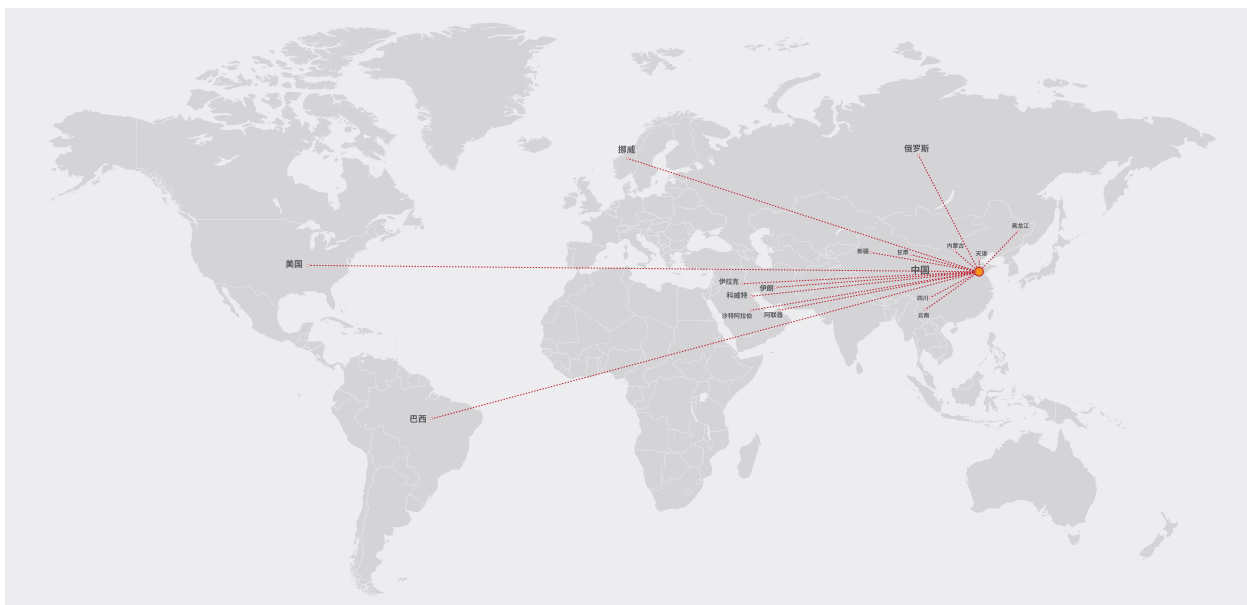 挪威
俄罗斯
黑龙江
内蒙古
新疆
甘肃
天津
美国
中国
伊拉克
伊朗
科威特
四川
沙特阿拉伯
阿联酋
云南
巴西